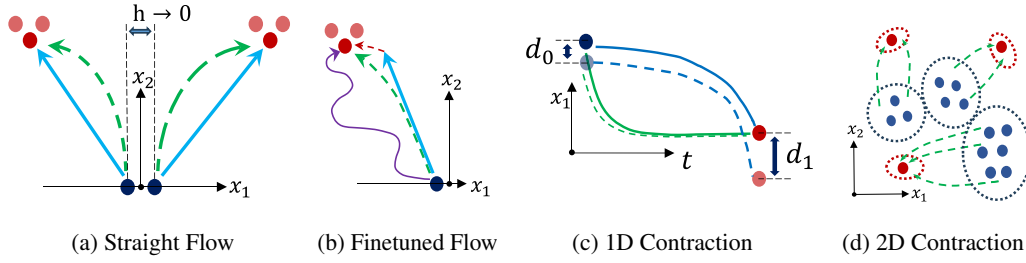 h → 0
x₂
x₁
(a) Straight Flow
x₂
x₁
(b) Finetuned Flow
d₀
x₁
t
d₁
(c) 1D Contraction
x₂
x₁
(d) 2D Contraction